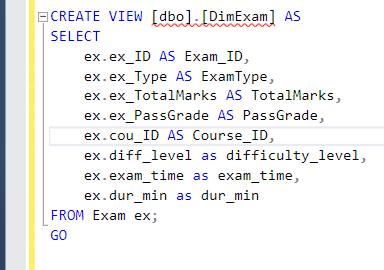 CREATE VIEW [dbo].[DimExam] AS
SELECT
ex.ex_ID AS Exam_ID,
ex.ex_Type AS ExamType,
ex.ex_TotalMarks AS TotalMarks,
ex.ex_PassGrade AS PassGrade,
ex.cou_ID AS Course_ID,
ex.diff_level as difficulty_level,
ex.exam_time as exam_time,
ex.dur_min as dur_min
FROM Exam ex;
GO